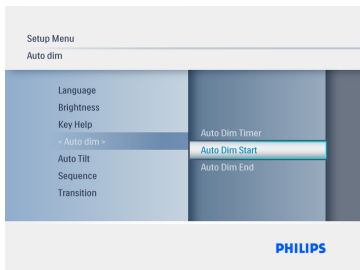 Setup Menu
Auto dim
Language
Brightness
Key Help
< Auto dim >
Auto Tilt
Sequence
Transition
Auto Dim Timer
Auto Dim Start
Auto Dim End
PHILIPS